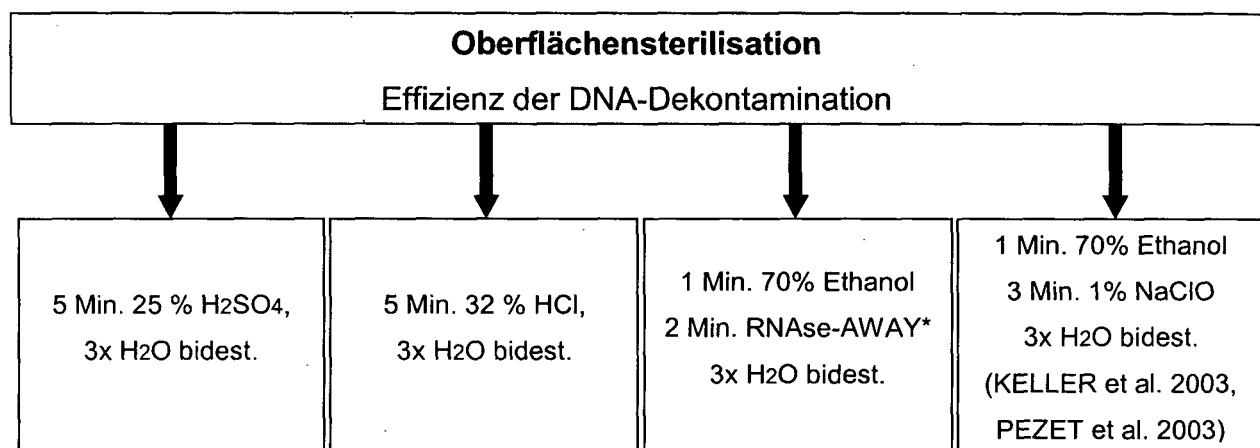 Oberflächensterilisation
Effizienz der DNA-Dekontamination
5 Min. 25 % H2SO4,
3x H2O bidest.
5 Min. 32 % HCl,
3x H2O bidest.
1 Min. 70% Ethanol
2 Min. RNAse-AWAY*
3x H2O bidest.
1 Min. 70% Ethanol
3 Min. 1% NaClO
3x H2O bidest.
(KELLER et al. 2003,
PEZET et al. 2003)